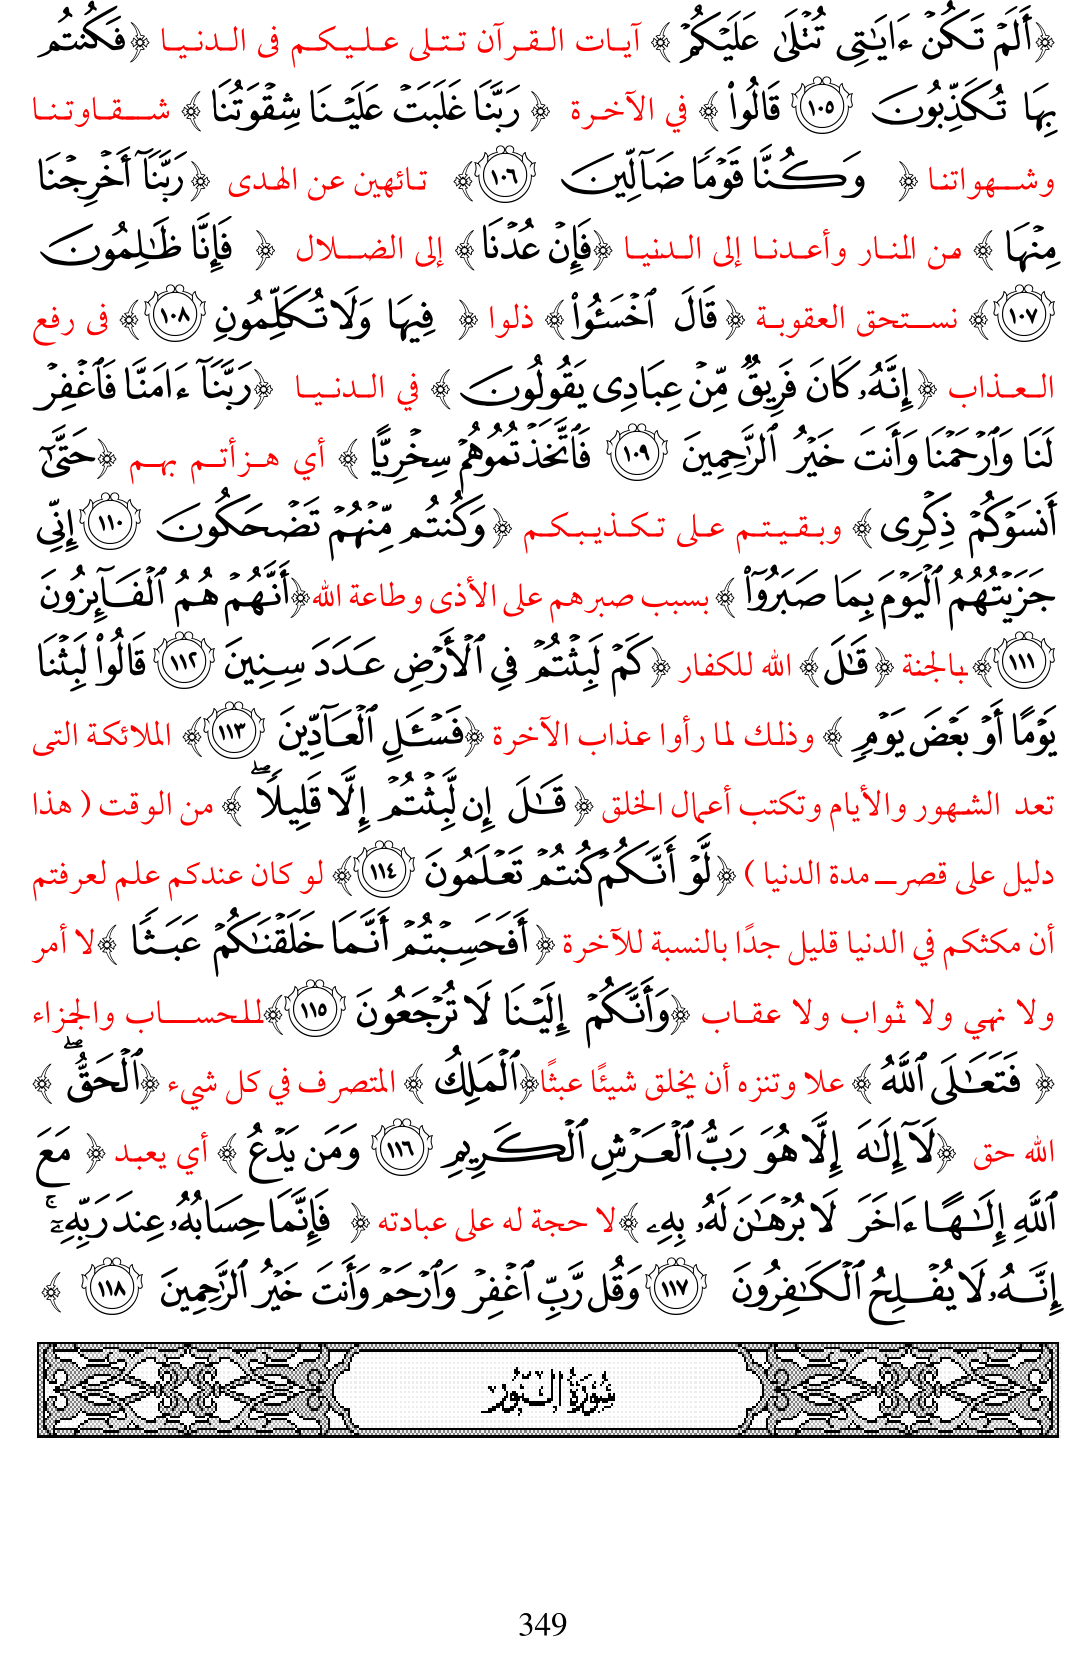 ﴿أَلَمْ تَكُنْ ءَايَـٰتِى تُتْلَىٰ عَلَيْكُمْ ﴾ آيات القرآن تتلى عليكم فى الدنيا ﴿فَكُنتُم
بِهَا تُكَذِّبُونَ ١٠٥ قَالُوا۟ ﴾ في الآخرة ﴿ رَبَّنَا غَلَبَتْ عَلَيْنَا شِقْوَتُنَا ﴾ شقاوتنا
وشهواتنا ﴿ وَكُنَّا قَوْمًا ضَآلِّينَ ١٠٦ ﴾ تائهين عن الهدى ﴿رَبَّنَآ أَخْرِجْنَا
مِنْهَا ﴾ من النار وأعدنا إلى الدنيا ﴿فَإِنْ عُدْنَا﴾ إلى الضلال ﴿ فَإِنَّا ظَـٰلِمُونَ
١٠٧ ﴾ نستحق العقوبة ﴿قَالَ ٱخْسَـُٔوا۟﴾ ذلوا ﴿ فِيهَا وَلَا تُكَلِّمُونِ ١٠٨ ﴾ فى رفع
العذاب ﴿إِنَّهُۥ كَانَ فَرِيقٌ مِّنْ عِبَادِى يَقُولُونَ ﴾ في الدنيا ﴿رَبَّنَآ ءَامَنَّا فَٱغْفِرْ
لَنَا وَٱرْحَمْنَا وَأَنتَ خَيْرُ ٱلرَّٰحِمِينَ ١٠٩ فَٱتَّخَذْتُمُوهُمْ سِخْرِيًّا ﴾ أي هزأتم بهم ﴿حَتَّىٰٓ
أَنسَوْكُمْ ذِكْرِى ﴾ وبقيتم على تكذيبكم ﴿وَكُنتُم مِّنْهُمْ تَضْحَكُونَ ١١٠ إِنِّى
جَزَيْتُهُمُ ٱلْيَوْمَ بِمَا صَبَرُوٓا۟ ﴾ بسبب صبرهم على الأذى وطاعة الله ﴿أَنَّهُمْ هُمُ ٱلْفَآئِزُونَ
١١١ ﴾ بالجنة ﴿قَـٰلَ﴾ الله للكفار ﴿كَمْ لَبِثْتُمْ فِى ٱلْأَرْضِ عَدَدَ سِنِينَ ١١٢ قَالُوا۟ لَبِثْنَا
يَوْمًا أَوْ بَعْضَ يَوْمٍ ﴾ وذلك لما رأوا عذاب الآخرة ﴿فَسْـَٔلِ ٱلْعَآدِّينَ ١١٣ ﴾ الملائكة التى
تعد الشهور والأيام وتكتب أعمال الخلق ﴿ قَـٰلَ إِن لَّبِثْتُمْ إِلَّا قَلِيلًا ۖ ﴾ من الوقت ( هذا
دليل على قصر مدة الدنيا ) ﴿لَّوْ أَنَّكُمْ كُنتُمْ تَعْلَمُونَ ١١٤ ﴾ لو كان عندكم علم لعرفتم
أن مكثكم في الدنيا قليل جدًا بالنسبة للآخرة ﴿ أَفَحَسِبْتُمْ أَنَّمَا خَلَقْنَـٰكُمْ عَبَثًا ﴾ لا أمر
ولا نهي ولا ثواب ولا عقاب ﴿وَأَنَّكُمْ إِلَيْنَا لَا تُرْجَعُونَ ١١٥ ﴾ للحساب والجزاء
﴿ فَتَعَـٰلَى ٱللَّهُ ﴾ علا وتنزه أن يخلق شيئًا عبثًا ﴿ٱلْمَلِكُ ﴾ المتصرف في كل شيء ﴿ٱلْحَقُّ ۖ ﴾
الله حق ﴿لَآ إِلَـٰهَ إِلَّا هُوَ رَبُّ ٱلْعَرْشِ ٱلْكَرِيمِ ١١٦ وَمَن يَدْعُ ﴾ أي يعبد ﴿ مَعَ
ٱللَّهِ إِلَـٰهًا ءَاخَرَ لَا بُرْهَـٰنَ لَهُۥ بِهِۦ ﴾ لا حجة له على عبادته ﴿ فَإِنَّمَا حِسَابُهُۥ عِندَ رَبِّهِۦٓ ۚ
إِنَّهُۥ لَا يُفْلِحُ ٱلْكَـٰفِرُونَ ١١٧ وَقُل رَّبِّ ٱغْفِرْ وَٱرْحَمْ وَأَنتَ خَيْرُ ٱلرَّٰحِمِينَ ١١٨ ﴾
سُورَةُ النُّورِ
349